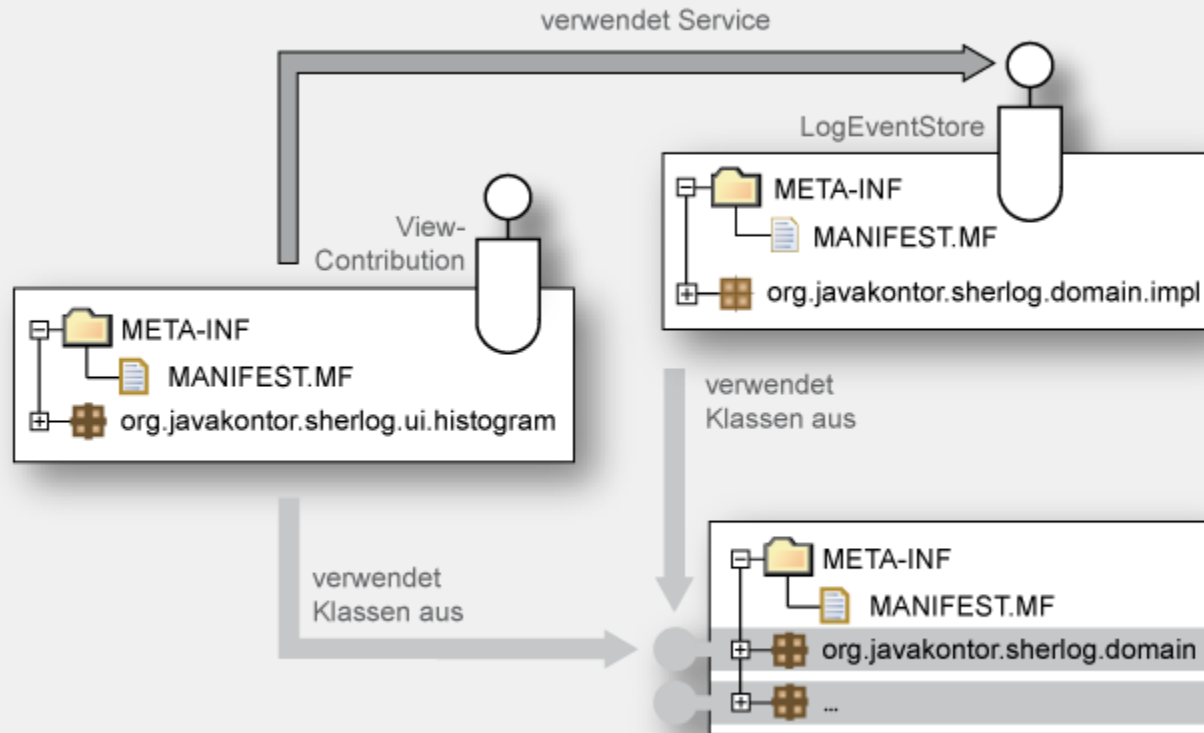 verwendet Service
LogEventStore
META-INF
MANIFEST.MF
org.javakontor.sherlog.domain.impl
View-
Contribution
META-INF
MANIFEST.MF
org.javakontor.sherlog.ui.histogram
verwendet
Klassen aus
verwendet
Klassen aus
META-INF
MANIFEST.MF
org.javakontor.sherlog.domain
...